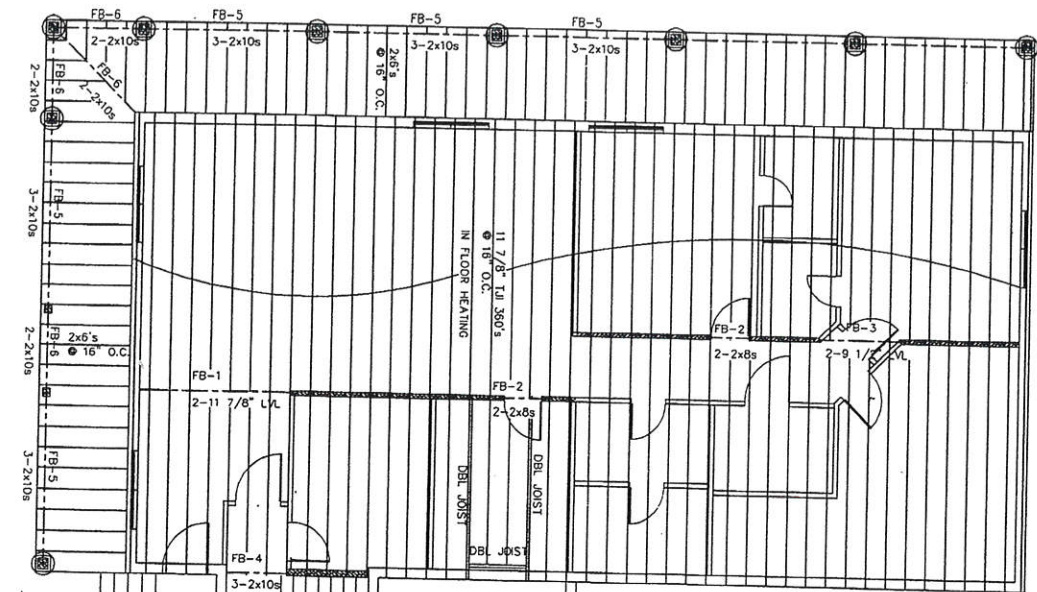 FB-6
FB-5
FB-5
FB-5
2-2x10s
3-2x10s
3-2x10s
3-2x10s
FB-6
2-2x10s
FB-6
2-2x10s
2x6's
@ 16" O.C.
FB-5
3-2x10s
11 7/8" TJI 360's
@ 16" O.C.
IN FLOOR HEATING
FB-6
2-2x10s
2x6's
@ 16" O.C.
FB-2
2-2x8s
FB-3
2-9 1/2" LVL
FB-1
2-11 7/8" LVL
FB-2
2-2x8s
FB-5
3-2x10s
DBL JOIST
DBL JOIST
DBL JOIST
FB-4
3-2x10s